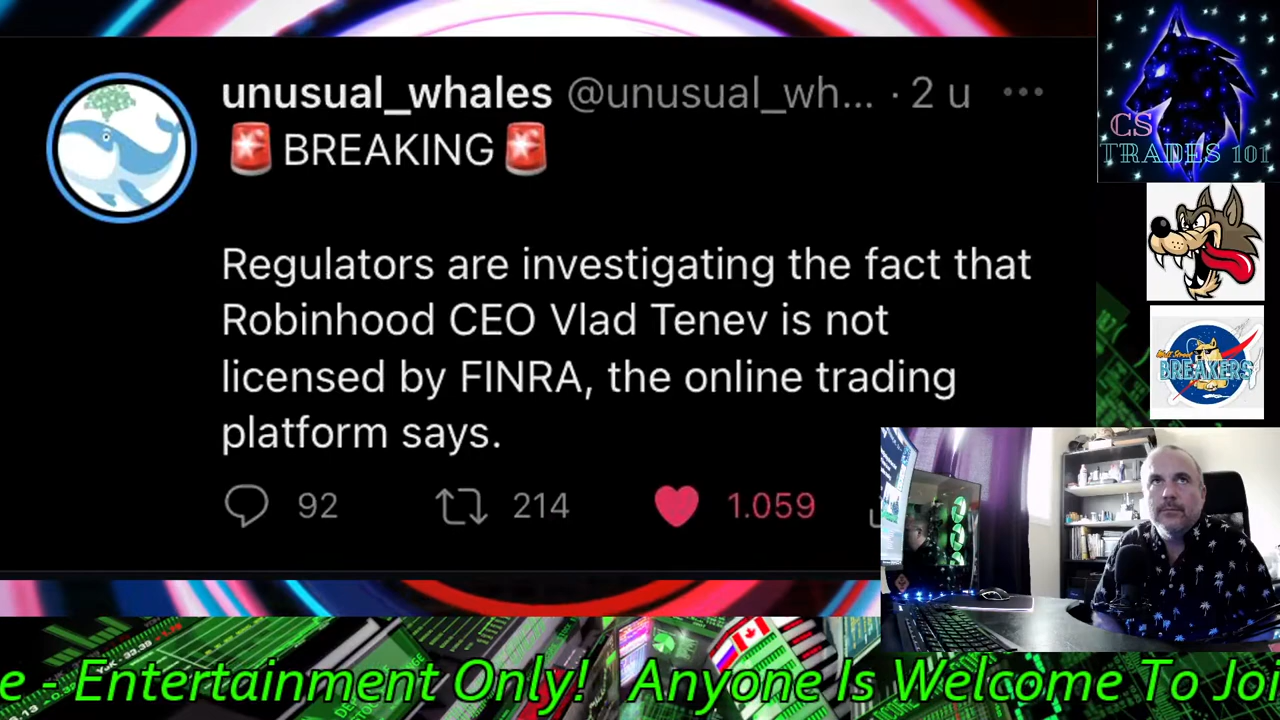 unusual_whales @unusual_wh... · 2 u ...
🚨 BREAKING 🚨
Regulators are investigating the fact that
Robinhood CEO Vlad Tenev is not
licensed by FINRA, the online trading
platform says.
92 214 1.059
CS
TRADES 101
BREAKERS
e - Entertainment Only! Anyone Is Welcome To Joi